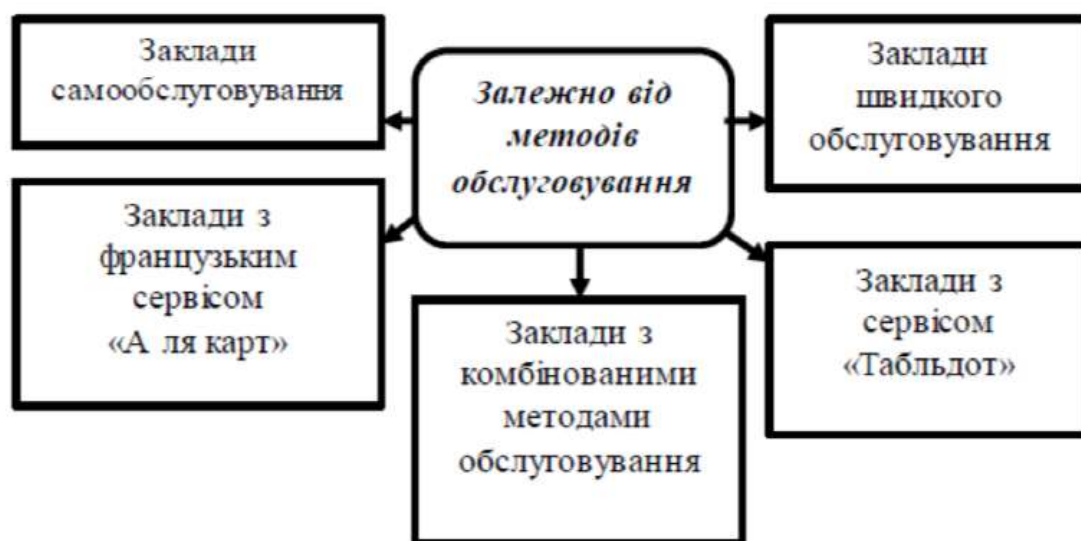 Залежно від
методів
обслуговування
Заклади
самообслуговування
Заклади з
французьким
сервісом
«А ля карт»
Заклади з
комбінованими
методами
обслуговування
Заклади
швидкого
обслуговування
Заклади з
сервісом
«Табльдот»